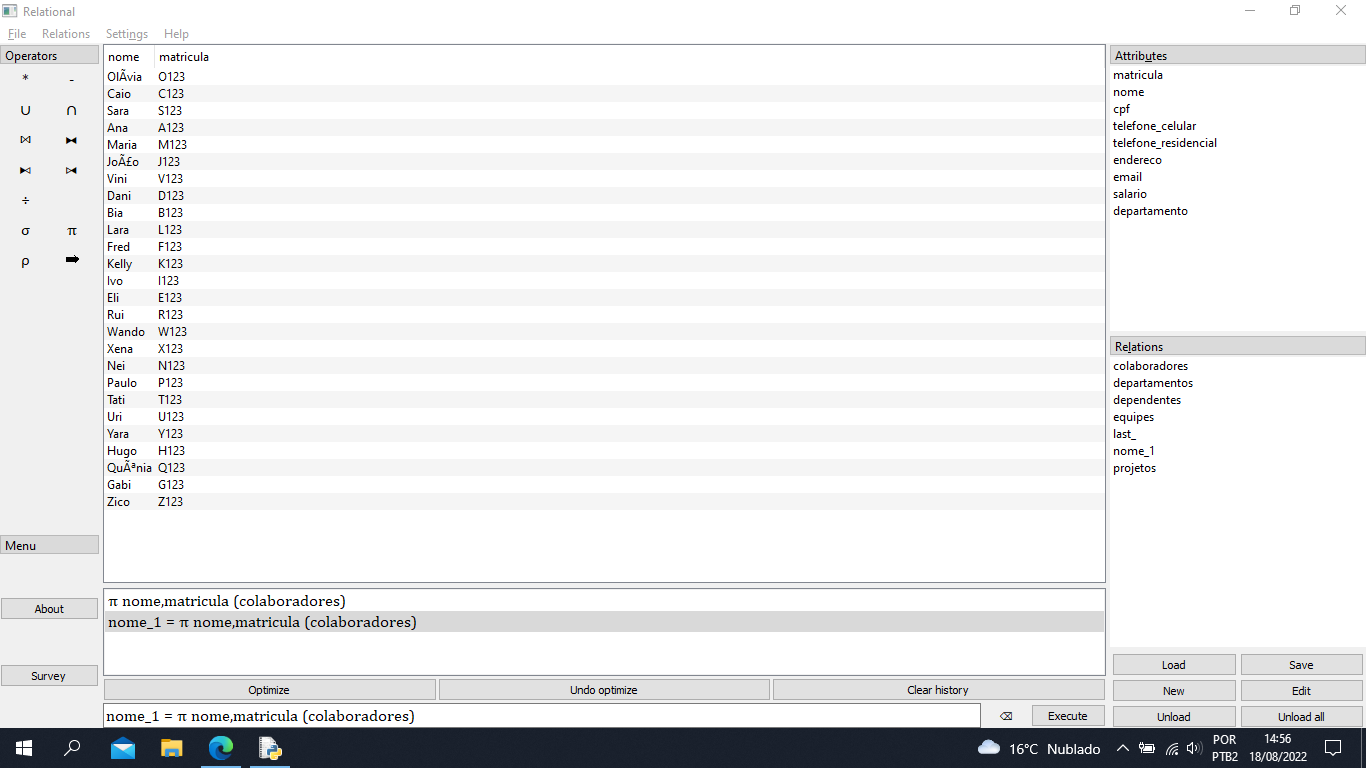 Relational
File Relations Settings Help
Operators
* -
∪ ∩
⋈ ⧓
⧑ ⧒
÷
σ π
ρ ➡
Menu
About
Survey
nome matricula
OlÃvia O123
Caio C123
Sara S123
Ana A123
Maria M123
JoÃ£o J123
Vini V123
Dani D123
Bia B123
Lara L123
Fred F123
Kelly K123
Ivo I123
Eli E123
Rui R123
Wando W123
Xena X123
Nei N123
Paulo P123
Tati T123
Uri U123
Yara Y123
Hugo H123
QuÃªnia Q123
Gabi G123
Zico Z123
π nome,matricula (colaboradores)
nome_1 = π nome,matricula (colaboradores)
Optimize Undo optimize Clear history
nome_1 = π nome,matricula (colaboradores) ⌫ Execute
Attributes
matricula
nome
cpf
telefone_celular
telefone_residencial
endereco
email
salario
departamento
Relations
colaboradores
departamentos
dependentes
equipes
last_
nome_1
projetos
Load Save
New Edit
Unload Unload all
16°C Nublado
POR
PTB2
14:56
18/08/2022